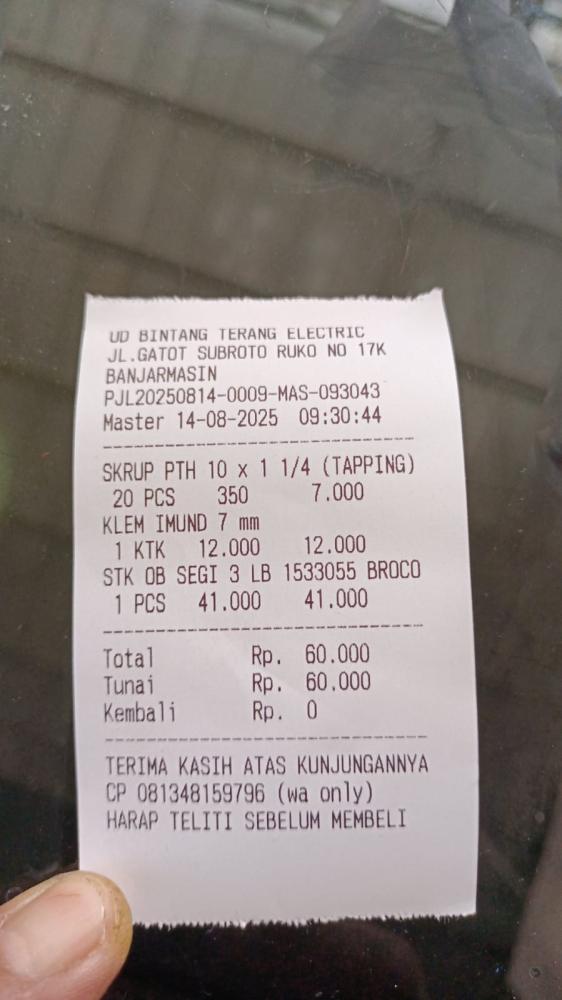 UD BINTANG TERANG ELECTRIC
JL.GATOT SUBROTO RUKO NO 17K
BANJARMASIN
PJL20250814-0009-MAS-093043
Master 14-08-2025 09:30:44
SKRUP PTH 10 x 1 1/4 (TAPPING)
20 PCS 350 7.000
KLEM IMUND 7 mm
1 KTK 12.000 12.000
STK OB SEGI 3 LB 1533055 BROCO
1 PCS 41.000 41.000
Total Rp. 60.000
Tunai Rp. 60.000
Kembali Rp. 0
TERIMA KASIH ATAS KUNJUNGANNYA
CP 081348159796 (wa only)
HARAP TELITI SEBELUM MEMBELI